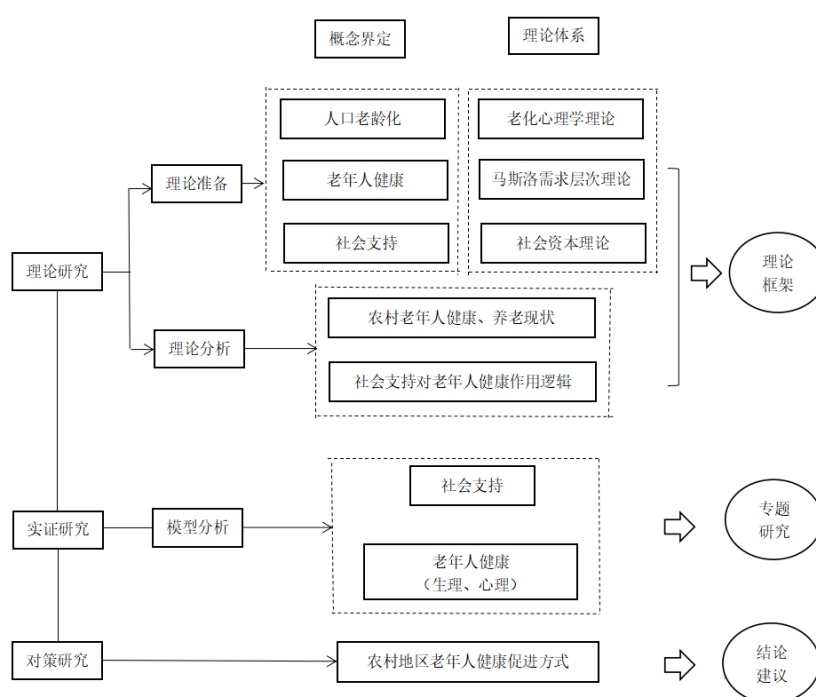 概念界定
理论体系
人口老龄化
老化心理学理论
理论准备
老年人健康
马斯洛需求层次理论
社会支持
社会资本理论
理论研究
理论
框架
理论分析
农村老年人健康、养老现状
社会支持对老年人健康作用逻辑
社会支持
实证研究
模型分析
老年人健康
（生理、心理）
专题
研究
对策研究
农村地区老年人健康促进方式
结论
建议